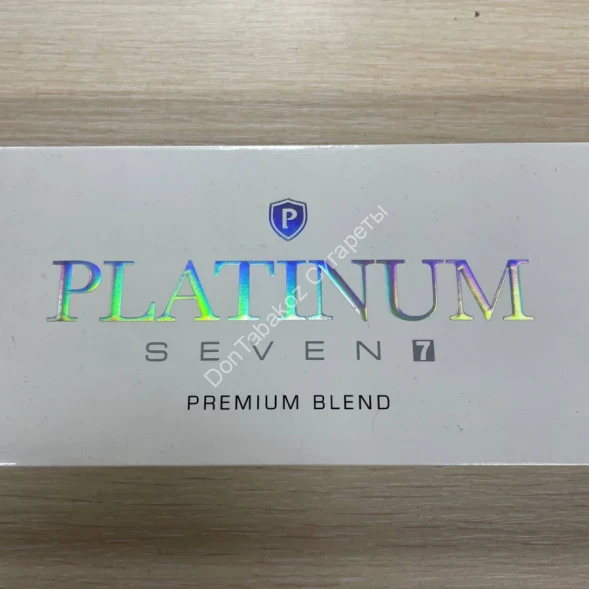 P
PLATINUM
SEVEN 7
PREMIUM BLEND
DonTabakoz Сигареты